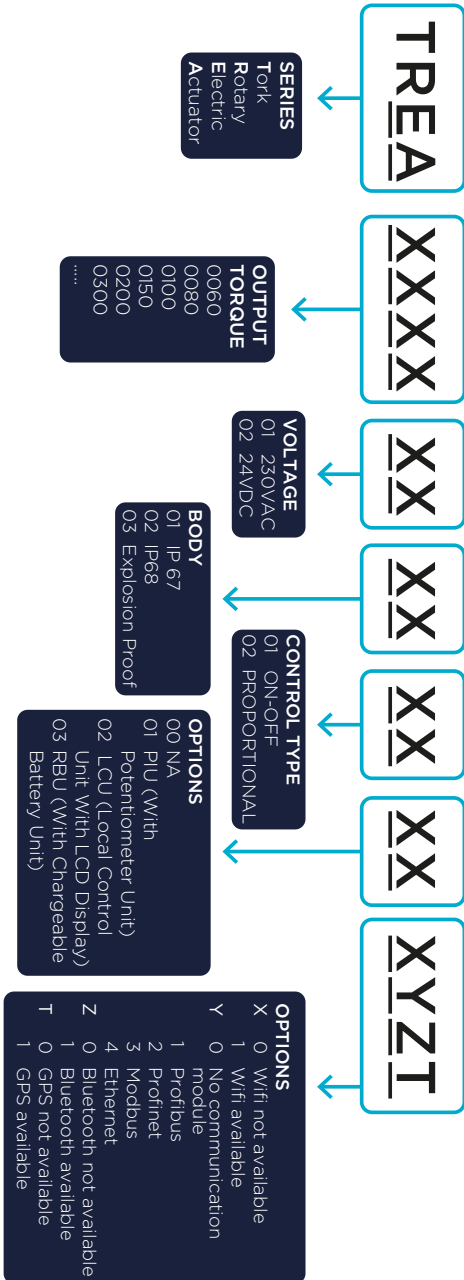 TREA
XXXX
XX
XX
XX
XX
XYZT
SERIES
Tork
Rotary
Electric
Actuator
OUTPUT
TORQUE
0060
0080
0100
0150
0200
0300
.....
VOLTAGE
01 230VAC
02 24VDC
BODY
01 IP 67
02 IP68
03 Explosion Proof
CONTROL TYPE
01 ON-OFF
02 PROPORTIONAL
OPTIONS
00 NA
01 PIU (With
Potentiometer Unit)
02 LCU (Local Control
Unit With LCD Display)
03 RBU (With Chargeable
Battery Unit)
OPTIONS
X 0 Wifi not available
1 Wifi available
Y 0 No communication
module
1 Profibus
2 Profinet
3 Modbus
4 Ethernet
Z 0 Bluetooth not available
1 Bluetooth available
T 0 GPS not available
1 GPS available